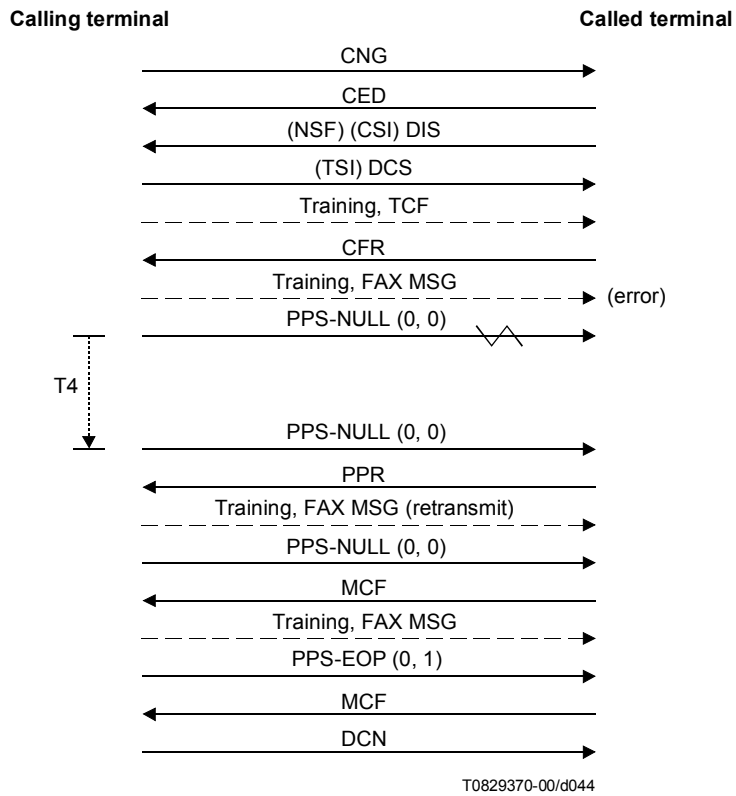 Calling terminal
Called terminal
CNG
CED
(NSF) (CSI) DIS
(TSI) DCS
Training, TCF
CFR
Training, FAX MSG
(error)
PPS-NULL (0, 0)
T4
PPS-NULL (0, 0)
PPR
Training, FAX MSG (retransmit)
PPS-NULL (0, 0)
MCF
Training, FAX MSG
PPS-EOP (0, 1)
MCF
DCN
T0829370-00/d044